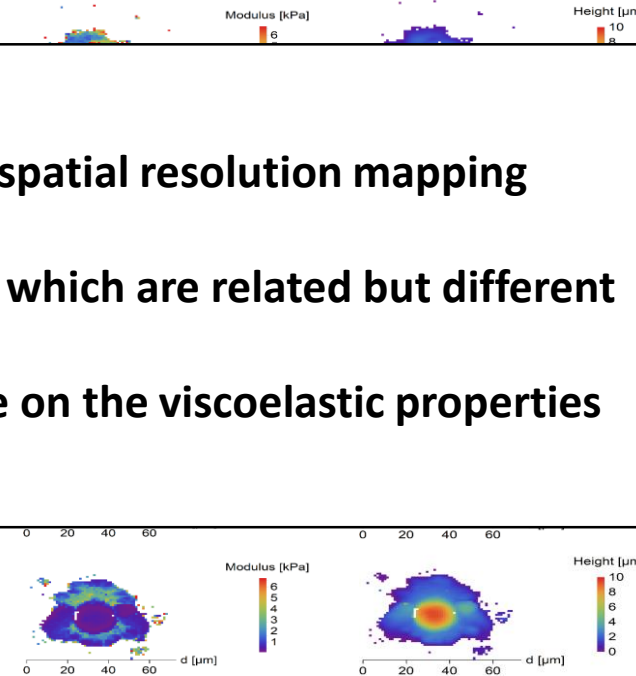 Modulus [kPa]
Height [µm
6
10
8
spatial resolution mapping
which are related but different
e on the viscoelastic properties
0 20 40 60
0 20 40 60
Modulus [kPa]
Height [µm
6
5
4
3
2
1
10
8
6
4
2
0
d [µm]
d [µm]
0 20 40 60
0 20 40 60